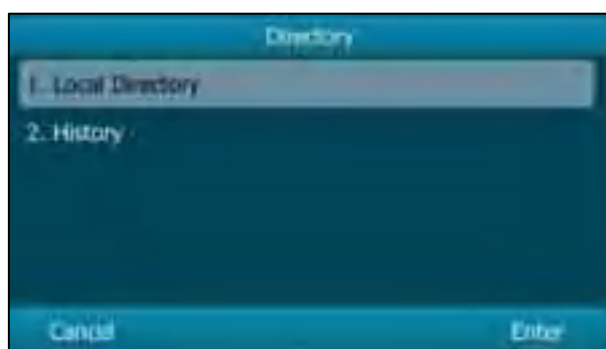 Directory
1. Local Directory
2. History
Cancel
Enter